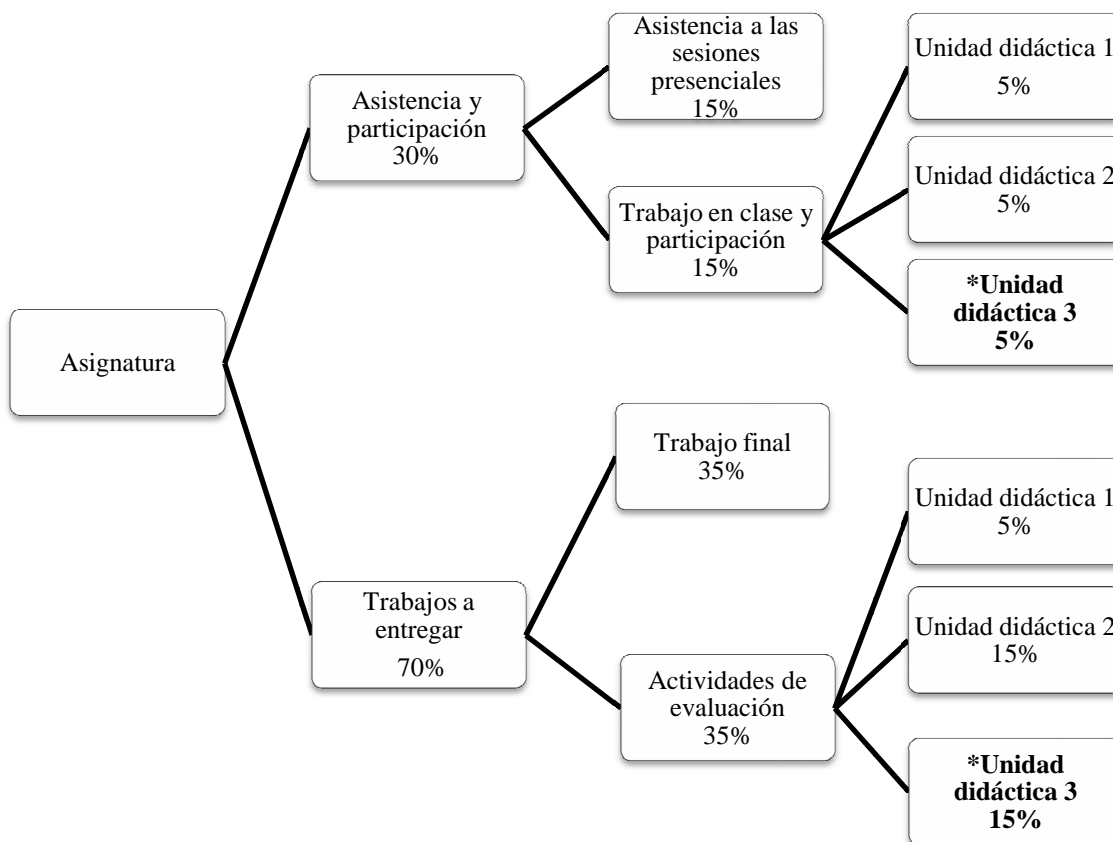 Asignatura
Asistencia y
participación
30%
Asistencia a las
sesiones
presenciales
15%
Trabajo en clase y
participación
15%
Unidad didáctica 1
5%
Unidad didáctica 2
5%
*Unidad
didáctica 3
5%
Trabajos a
entregar
70%
Trabajo final
35%
Actividades de
evaluación
35%
Unidad didáctica 1
5%
Unidad didáctica 2
15%
*Unidad
didáctica 3
15%